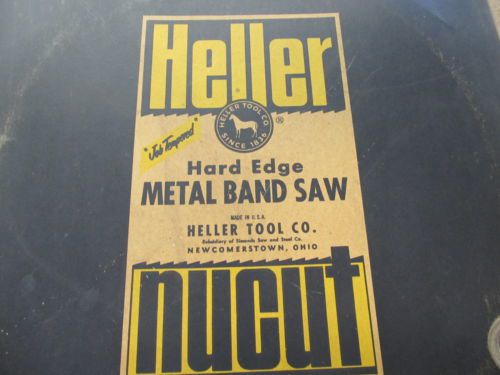 Heller
HELLER TOOL CO
SINCE 1836
®
"Job Tempered"
Hard Edge
METAL BAND SAW
MADE IN U.S.A.
HELLER TOOL CO.
Subsidiary of Simonds Saw and Steel Co.
NEWCOMERSTOWN, OHIO
nucut